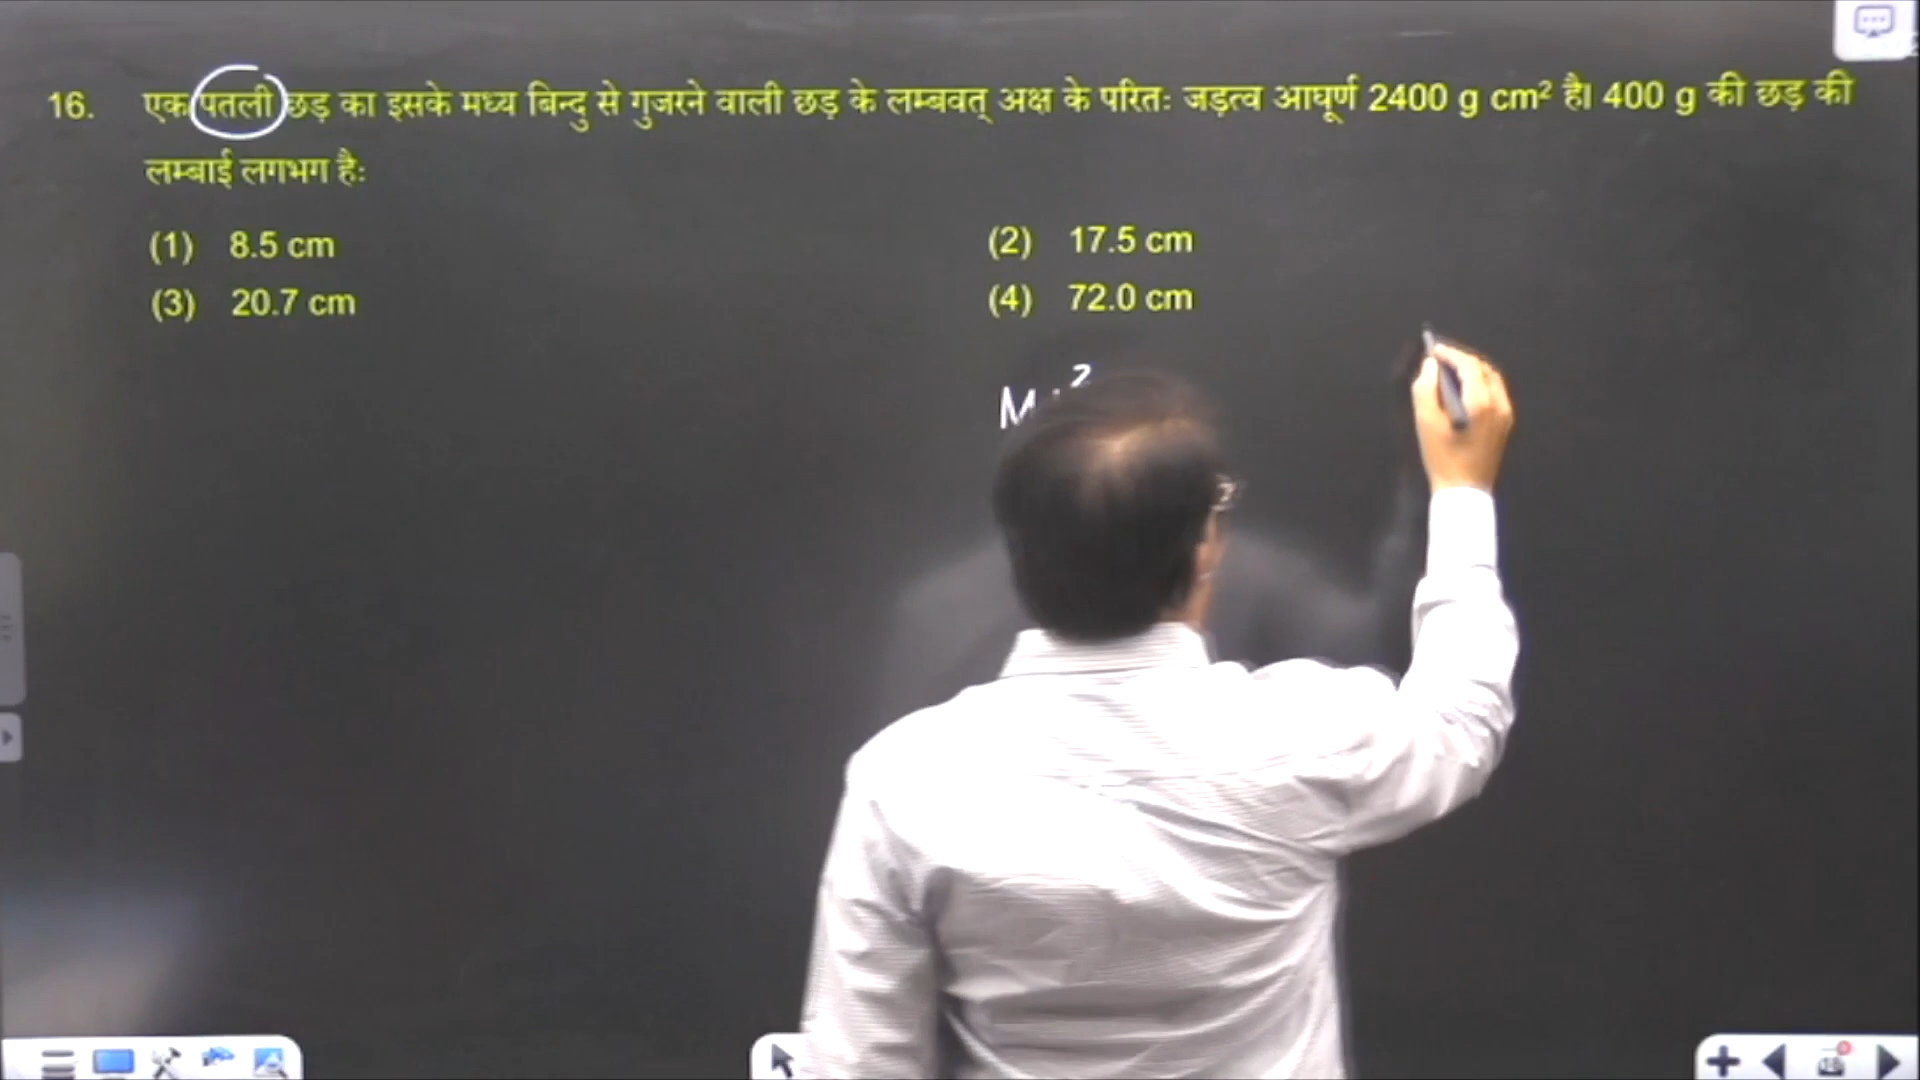 16. एक पतली छड़ का इसके मध्य बिन्दु से गुजरने वाली छड़ के लम्बवत् अक्ष के परितः जड़त्व आघूर्ण 2400 g cm² है। 400 g की छड़ की
लम्बाई लगभग है:
(1) 8.5 cm (2) 17.5 cm
(3) 20.7 cm (4) 72.0 cm
M 2